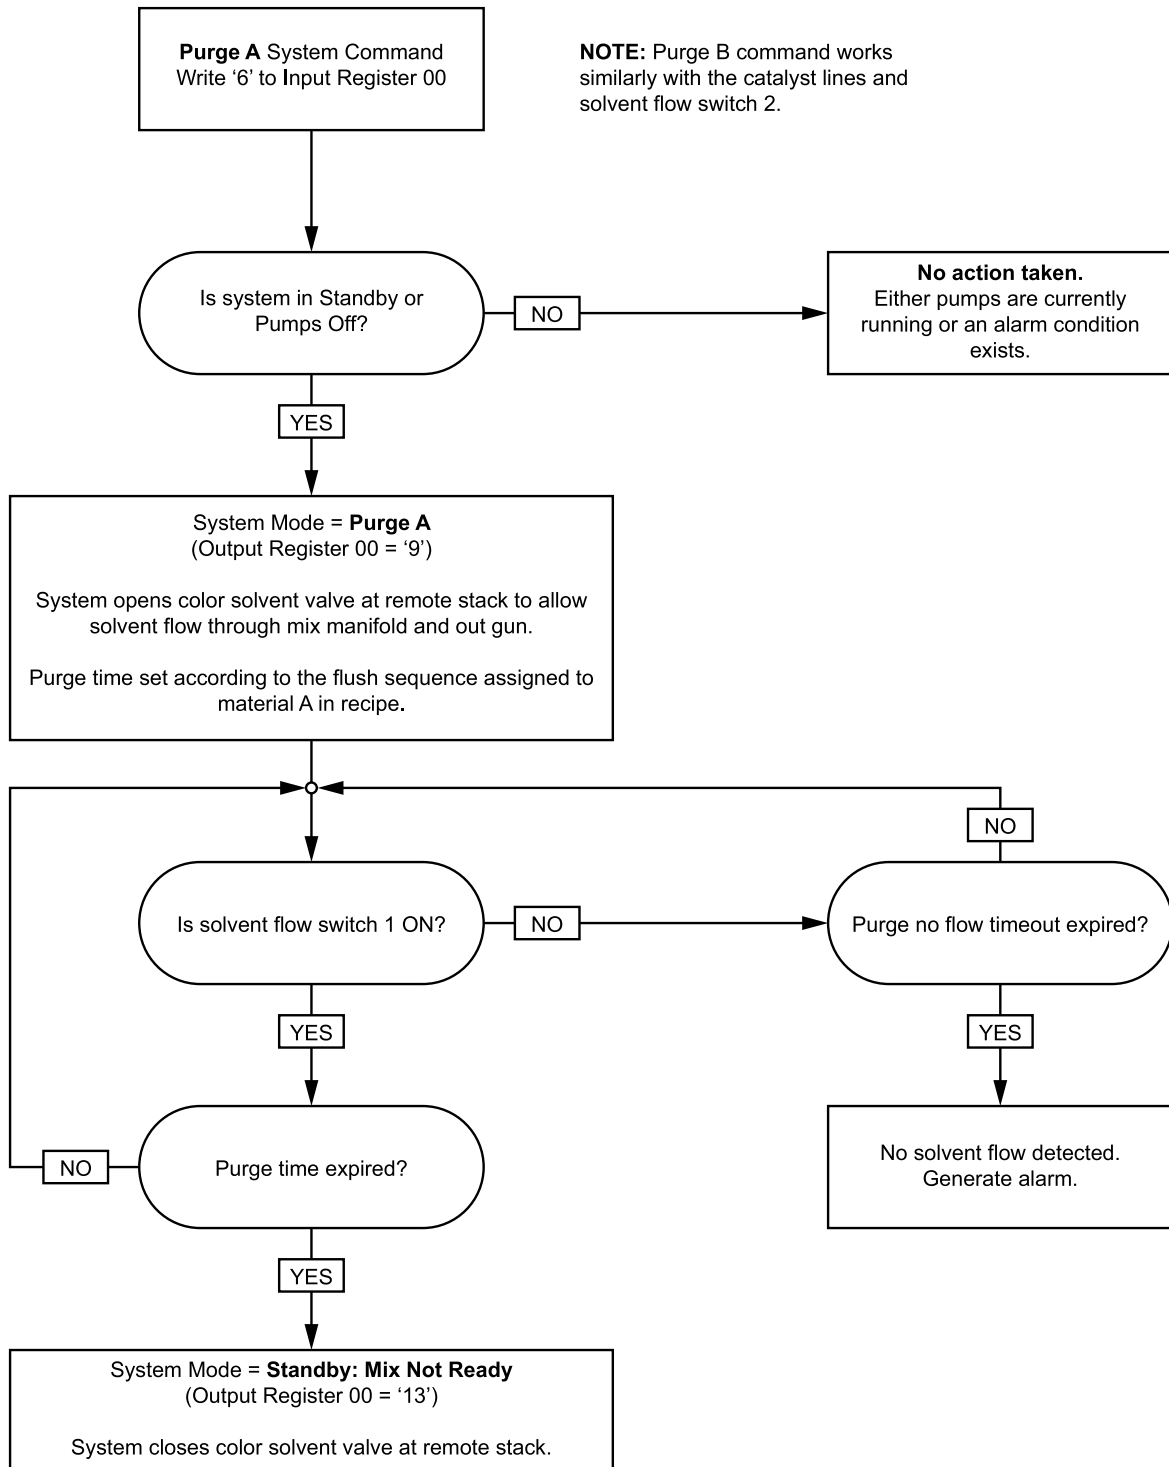 Purge A System Command
Write ‘6’ to Input Register 00
NOTE: Purge B command works
similarly with the catalyst lines and
solvent flow switch 2.
Is system in Standby or
Pumps Off?
NO
No action taken.
Either pumps are currently
running or an alarm condition
exists.
YES
System Mode = Purge A
(Output Register 00 = ‘9’)
System opens color solvent valve at remote stack to allow
solvent flow through mix manifold and out gun.
Purge time set according to the flush sequence assigned to
material A in recipe.
NO
Is solvent flow switch 1 ON?
NO
Purge no flow timeout expired?
YES
YES
Purge time expired?
NO
No solvent flow detected.
Generate alarm.
YES
System Mode = Standby: Mix Not Ready
(Output Register 00 = ‘13’)
System closes color solvent valve at remote stack.